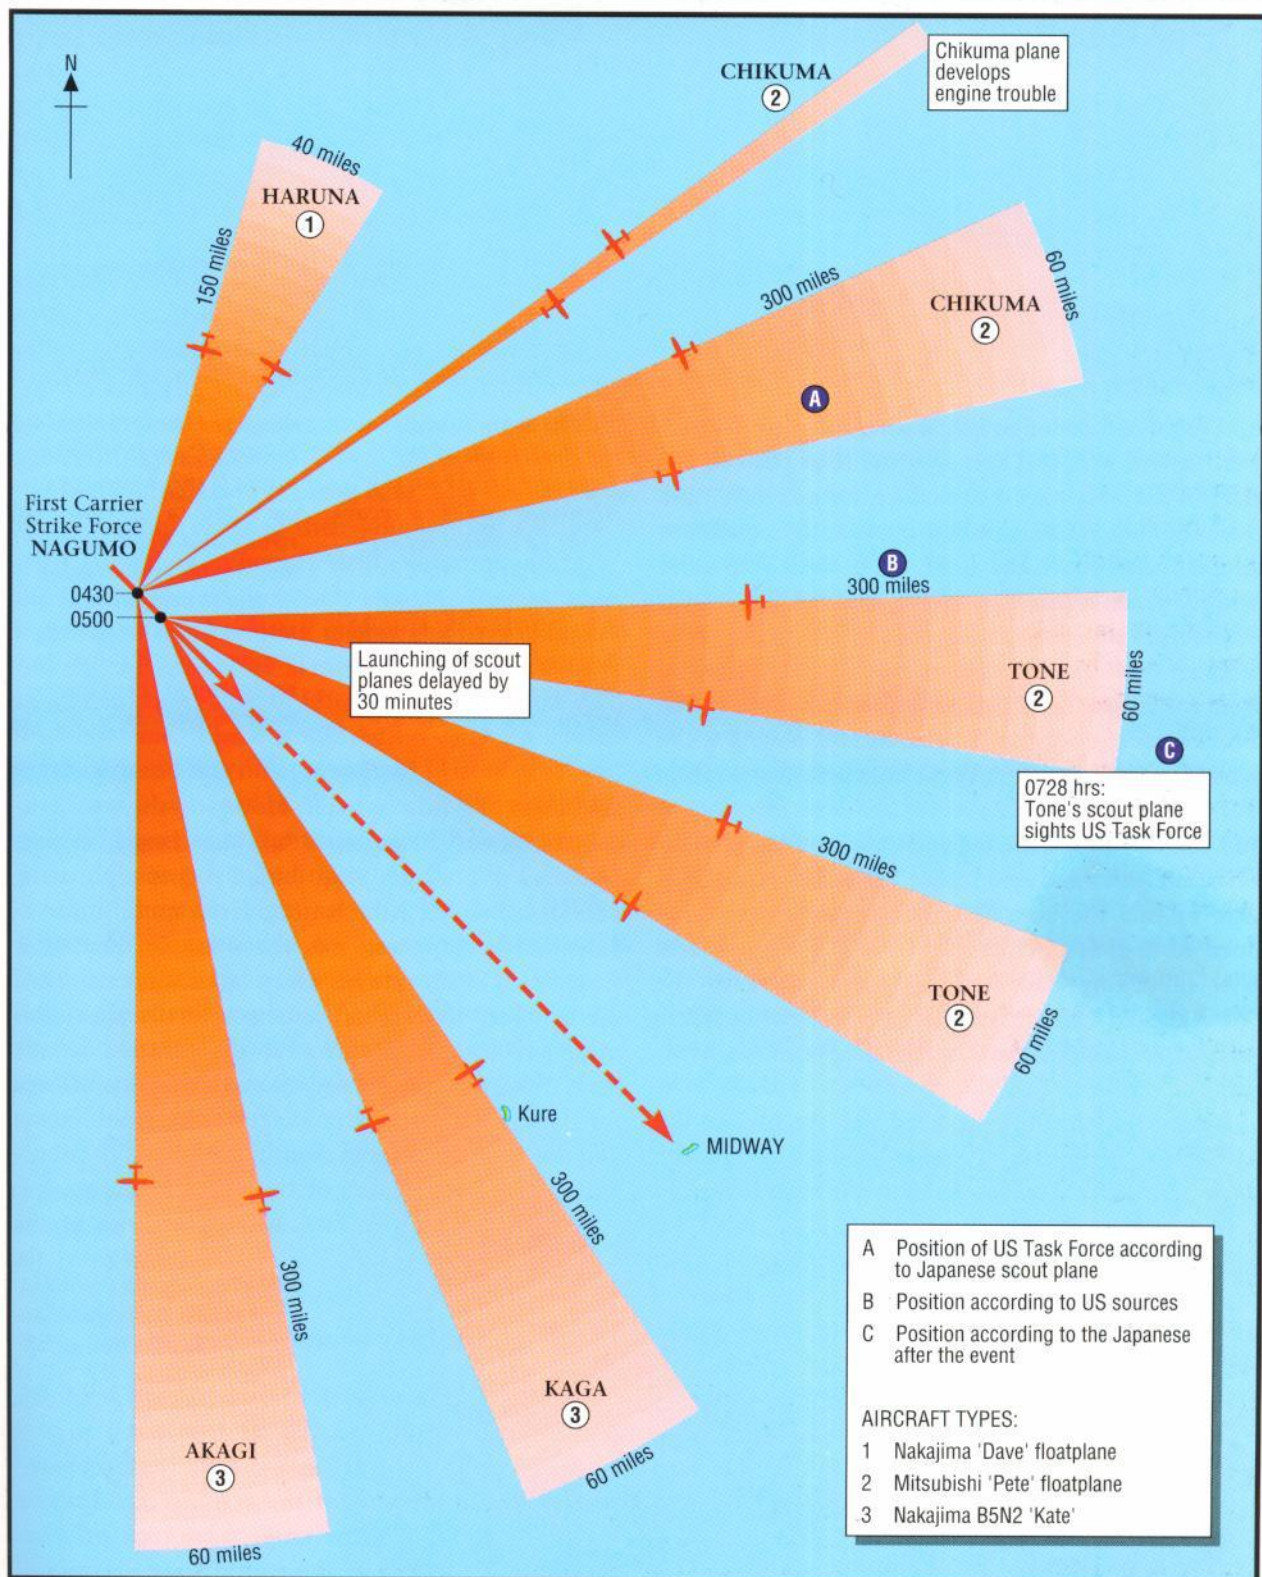 N
CHIKUMA
2
Chikuma plane
develops
engine trouble
40 miles
HARUNA
1
150 miles
300 miles
60 miles
CHIKUMA
2
A
First Carrier
Strike Force
NAGUMO
0430
0500
B
300 miles
Launching of scout
planes delayed by
30 minutes
TONE
2
60 miles
C
0728 hrs:
Tone's scout plane
sights US Task Force
300 miles
TONE
2
60 miles
Kure
MIDWAY
300 miles
300 miles
KAGA
3
60 miles
AKAGI
3
60 miles
A Position of US Task Force according
to Japanese scout plane
B Position according to US sources
C Position according to the Japanese
after the event
AIRCRAFT TYPES:
1 Nakajima 'Dave' floatplane
2 Mitsubishi 'Pete' floatplane
3 Nakajima B5N2 'Kate'